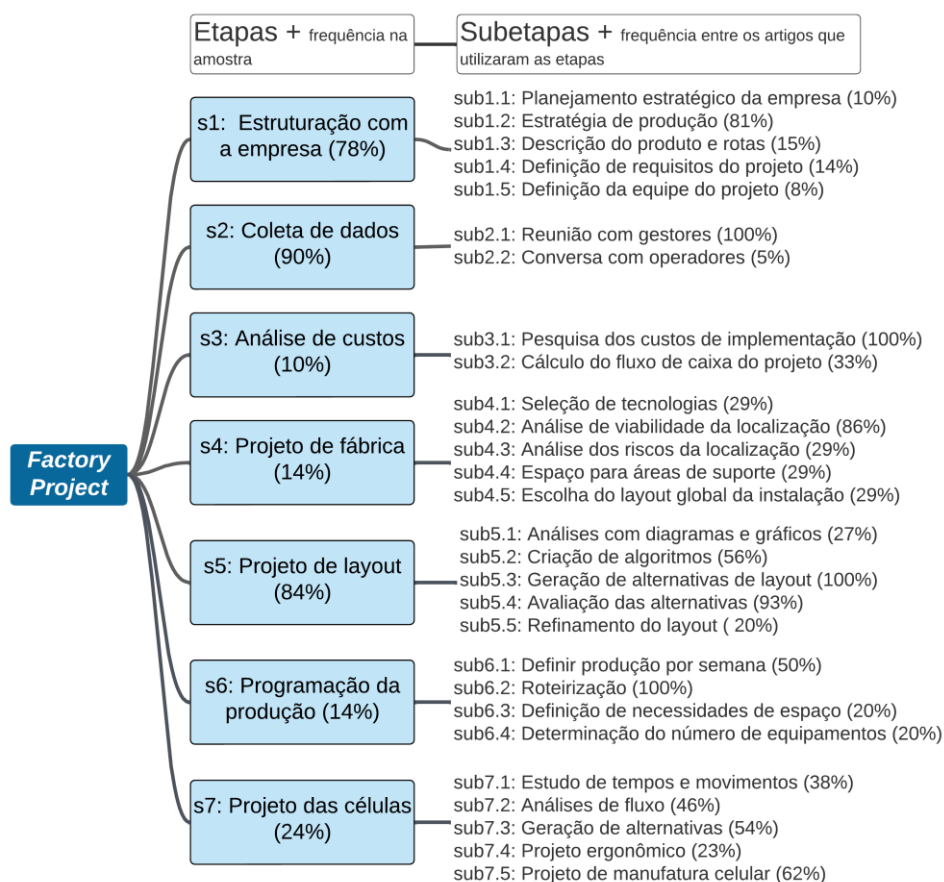 Etapas + frequência na
amostra
Subetapas + frequência entre os artigos que
utilizaram as etapas
Factory
Project
s1: Estruturação com
a empresa (78%)
sub1.1: Planejamento estratégico da empresa (10%)
sub1.2: Estratégia de produção (81%)
sub1.3: Descrição do produto e rotas (15%)
sub1.4: Definição de requisitos do projeto (14%)
sub1.5: Definição da equipe do projeto (8%)
s2: Coleta de dados
(90%)
sub2.1: Reunião com gestores (100%)
sub2.2: Conversa com operadores (5%)
s3: Análise de custos
(10%)
sub3.1: Pesquisa dos custos de implementação (100%)
sub3.2: Cálculo do fluxo de caixa do projeto (33%)
s4: Projeto de fábrica
(14%)
sub4.1: Seleção de tecnologias (29%)
sub4.2: Análise de viabilidade da localização (86%)
sub4.3: Análise dos riscos da localização (29%)
sub4.4: Espaço para áreas de suporte (29%)
sub4.5: Escolha do layout global da instalação (29%)
s5: Projeto de layout
(84%)
sub5.1: Análises com diagramas e gráficos (27%)
sub5.2: Criação de algoritmos (56%)
sub5.3: Geração de alternativas de layout (100%)
sub5.4: Avaliação das alternativas (93%)
sub5.5: Refinamento do layout ( 20%)
s6: Programação da
produção (14%)
sub6.1: Definir produção por semana (50%)
sub6.2: Roteirização (100%)
sub6.3: Definição de necessidades de espaço (20%)
sub6.4: Determinação do número de equipamentos (20%)
s7: Projeto das células
(24%)
sub7.1: Estudo de tempos e movimentos (38%)
sub7.2: Análises de fluxo (46%)
sub7.3: Geração de alternativas (54%)
sub7.4: Projeto ergonômico (23%)
sub7.5: Projeto de manufatura celular (62%)